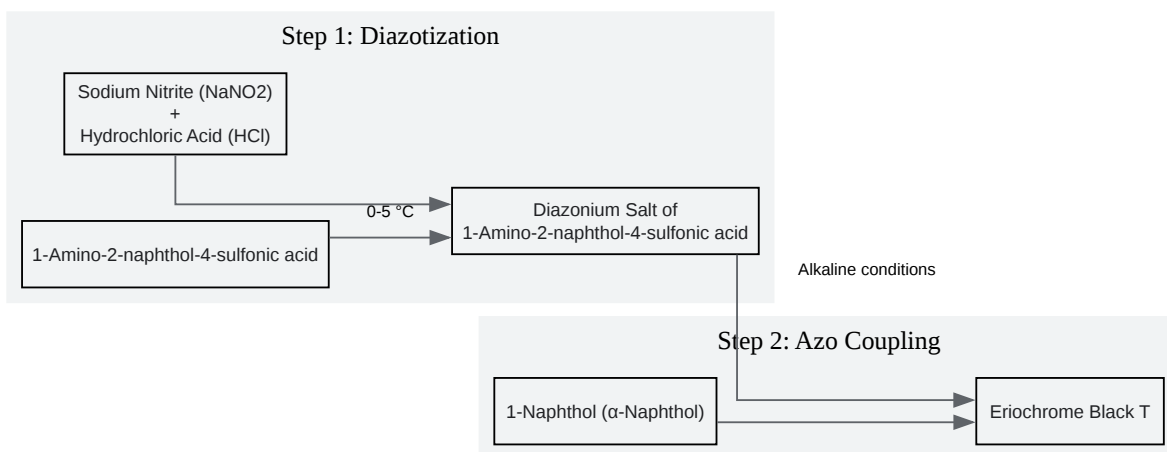 Step 1: Diazotization
Sodium Nitrite (NaNO2)
+
Hydrochloric Acid (HCl)
0-5 °C
1-Amino-2-naphthol-4-sulfonic acid
Diazonium Salt of
1-Amino-2-naphthol-4-sulfonic acid
Alkaline conditions
Step 2: Azo Coupling
1-Naphthol (α-Naphthol)
Eriochrome Black T